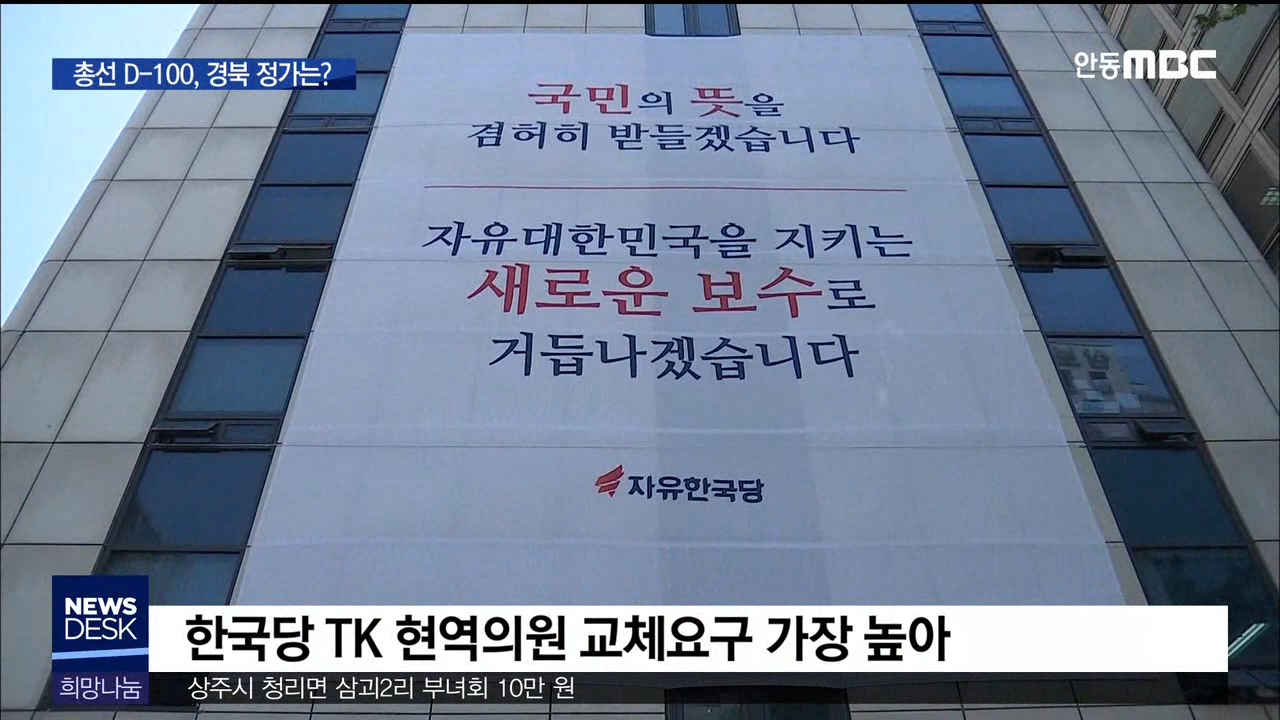 총선 D-100, 경북 정가는?
안동MBC
국민의 뜻을
겸허히 받들겠습니다
자유대한민국을 지키는
새로운 보수로
거듭나겠습니다
자유한국당
NEWS
DESK
한국당 TK 현역의원 교체요구 가장 높아
희망나눔
상주시 청리면 삼괴2리 부녀회 10만 원